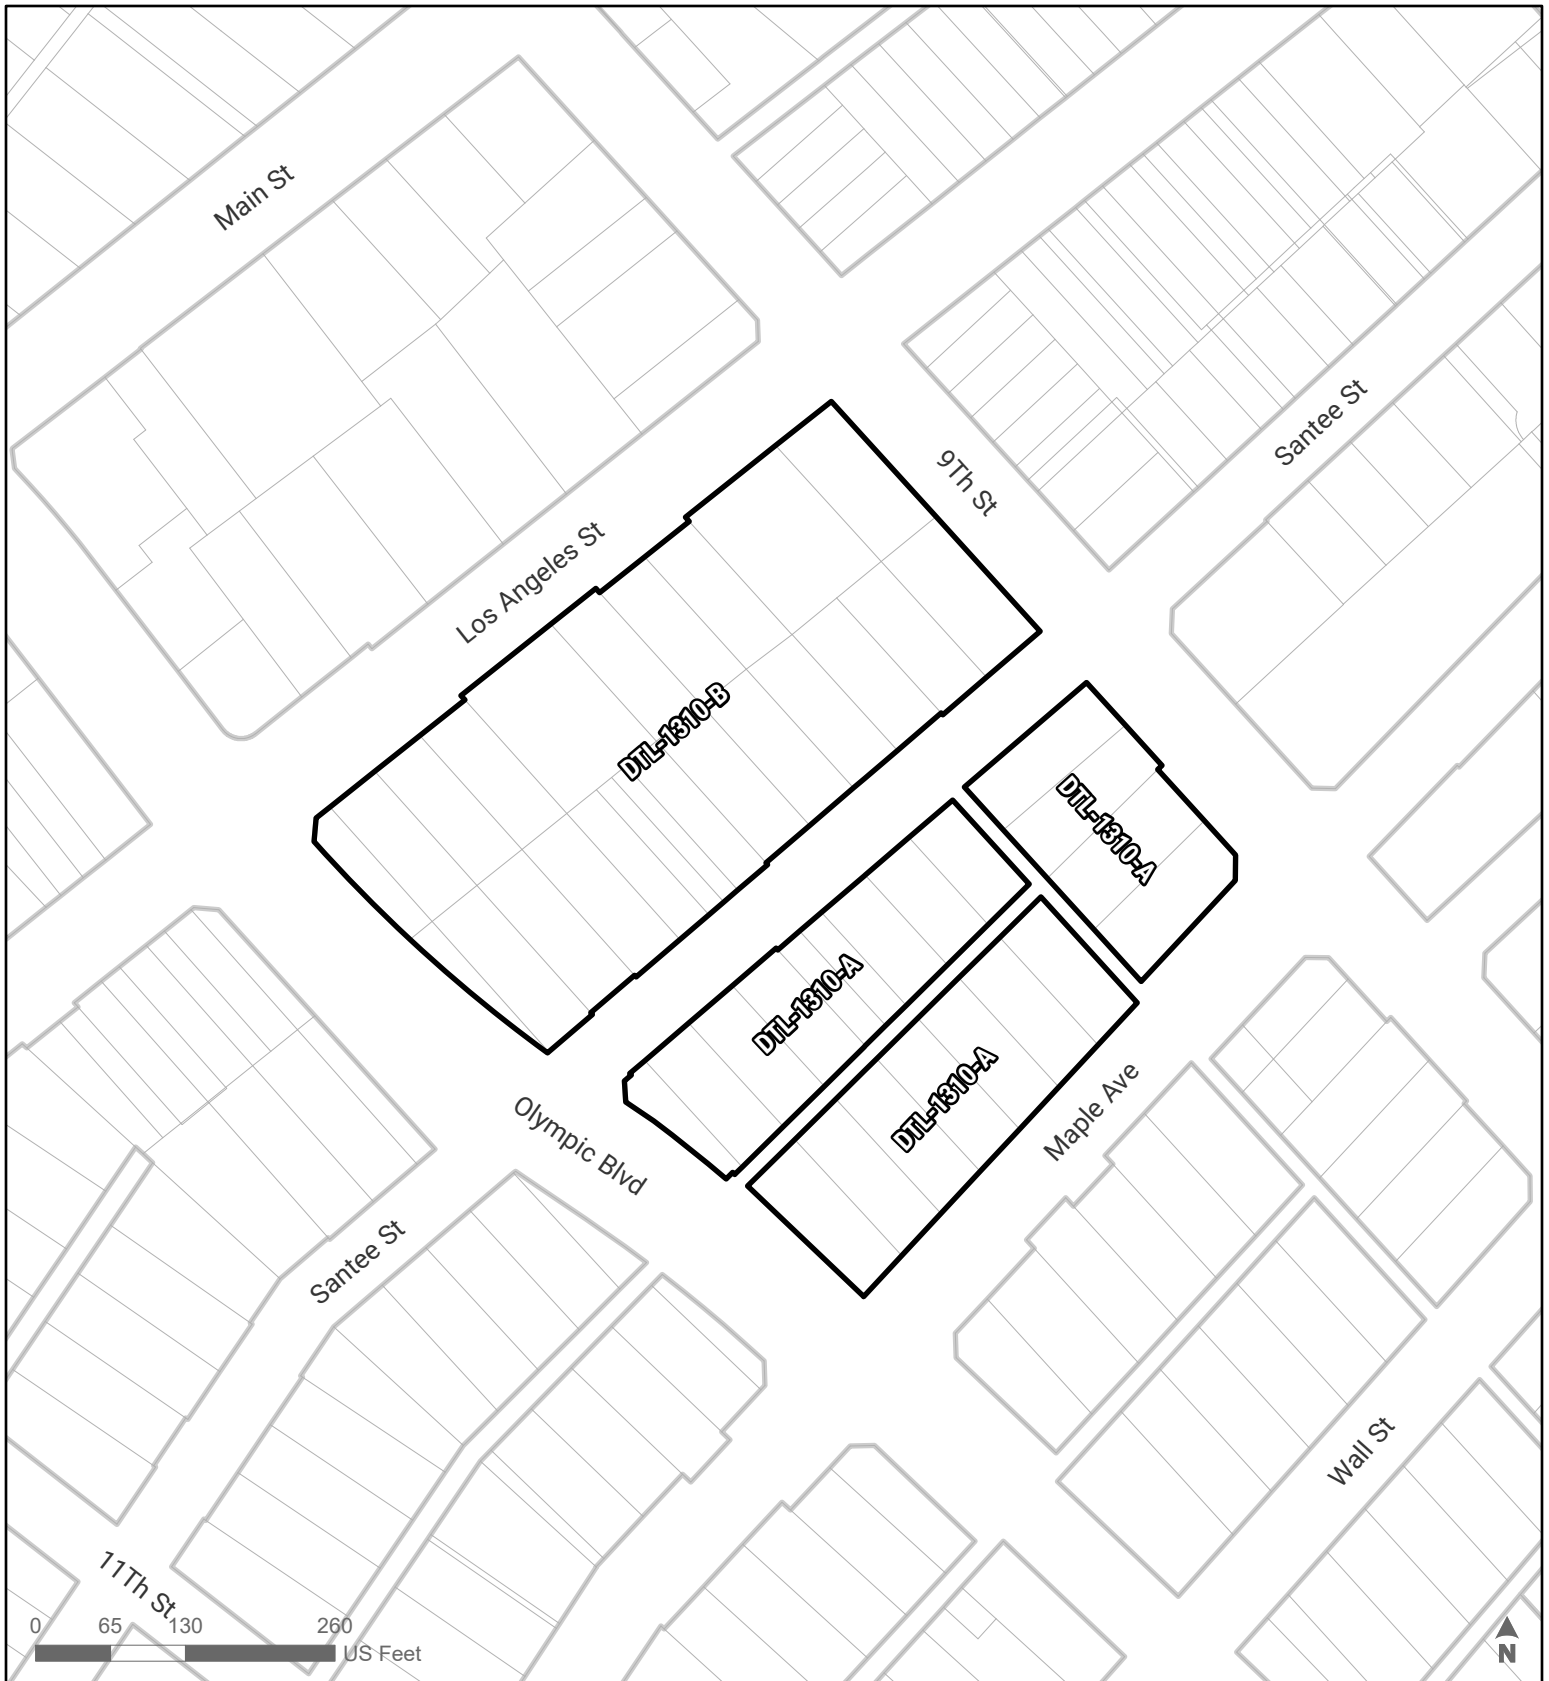 Main St
Santee St
9Th St
Los Angeles St
DTL-1310-B
DTL-1310-A
DTL-1310-A
DTL-1310-A
Maple Ave
Olympic Blvd
Santee St
Wall St
11Th St
0 65 130 260
US Feet
N